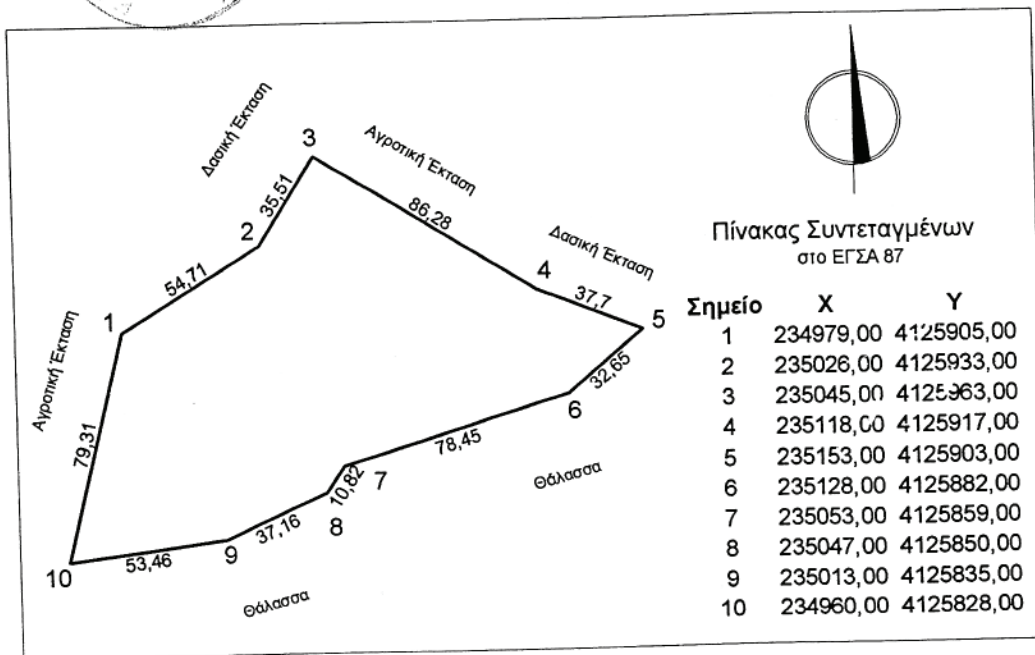 Δασική Έκταση
3
Αγροτική Έκταση
35,51
86,28
2
54,71
Δασική Έκταση
4
37,7
5
1
32,65
Αγροτική Έκταση
79,31
6
78,45
7
10,82
Θάλασσα
8
37,16
9
53,46
10
Θάλασσα
Πίνακας Συντεταγμένων
στο ΕΓΣΑ 87
Σημείο X Y
1 234979,00 4125905,00
2 235026,00 4125933,00
3 235045,00 4125963,00
4 235118,00 4125917,00
5 235153,00 4125903,00
6 235128,00 4125882,00
7 235053,00 4125859,00
8 235047,00 4125850,00
9 235013,00 4125835,00
10 234960,00 4125828,00